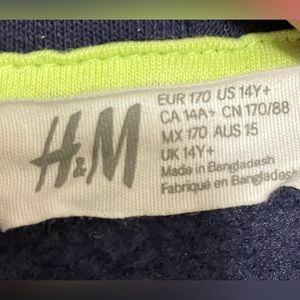 H&M
EUR 170 US 14Y+
CA 14A+ CN 170/88
MX 170 AUS 15
UK 14Y+
Made in Bangladesh
Fabriqué en Bangladesh